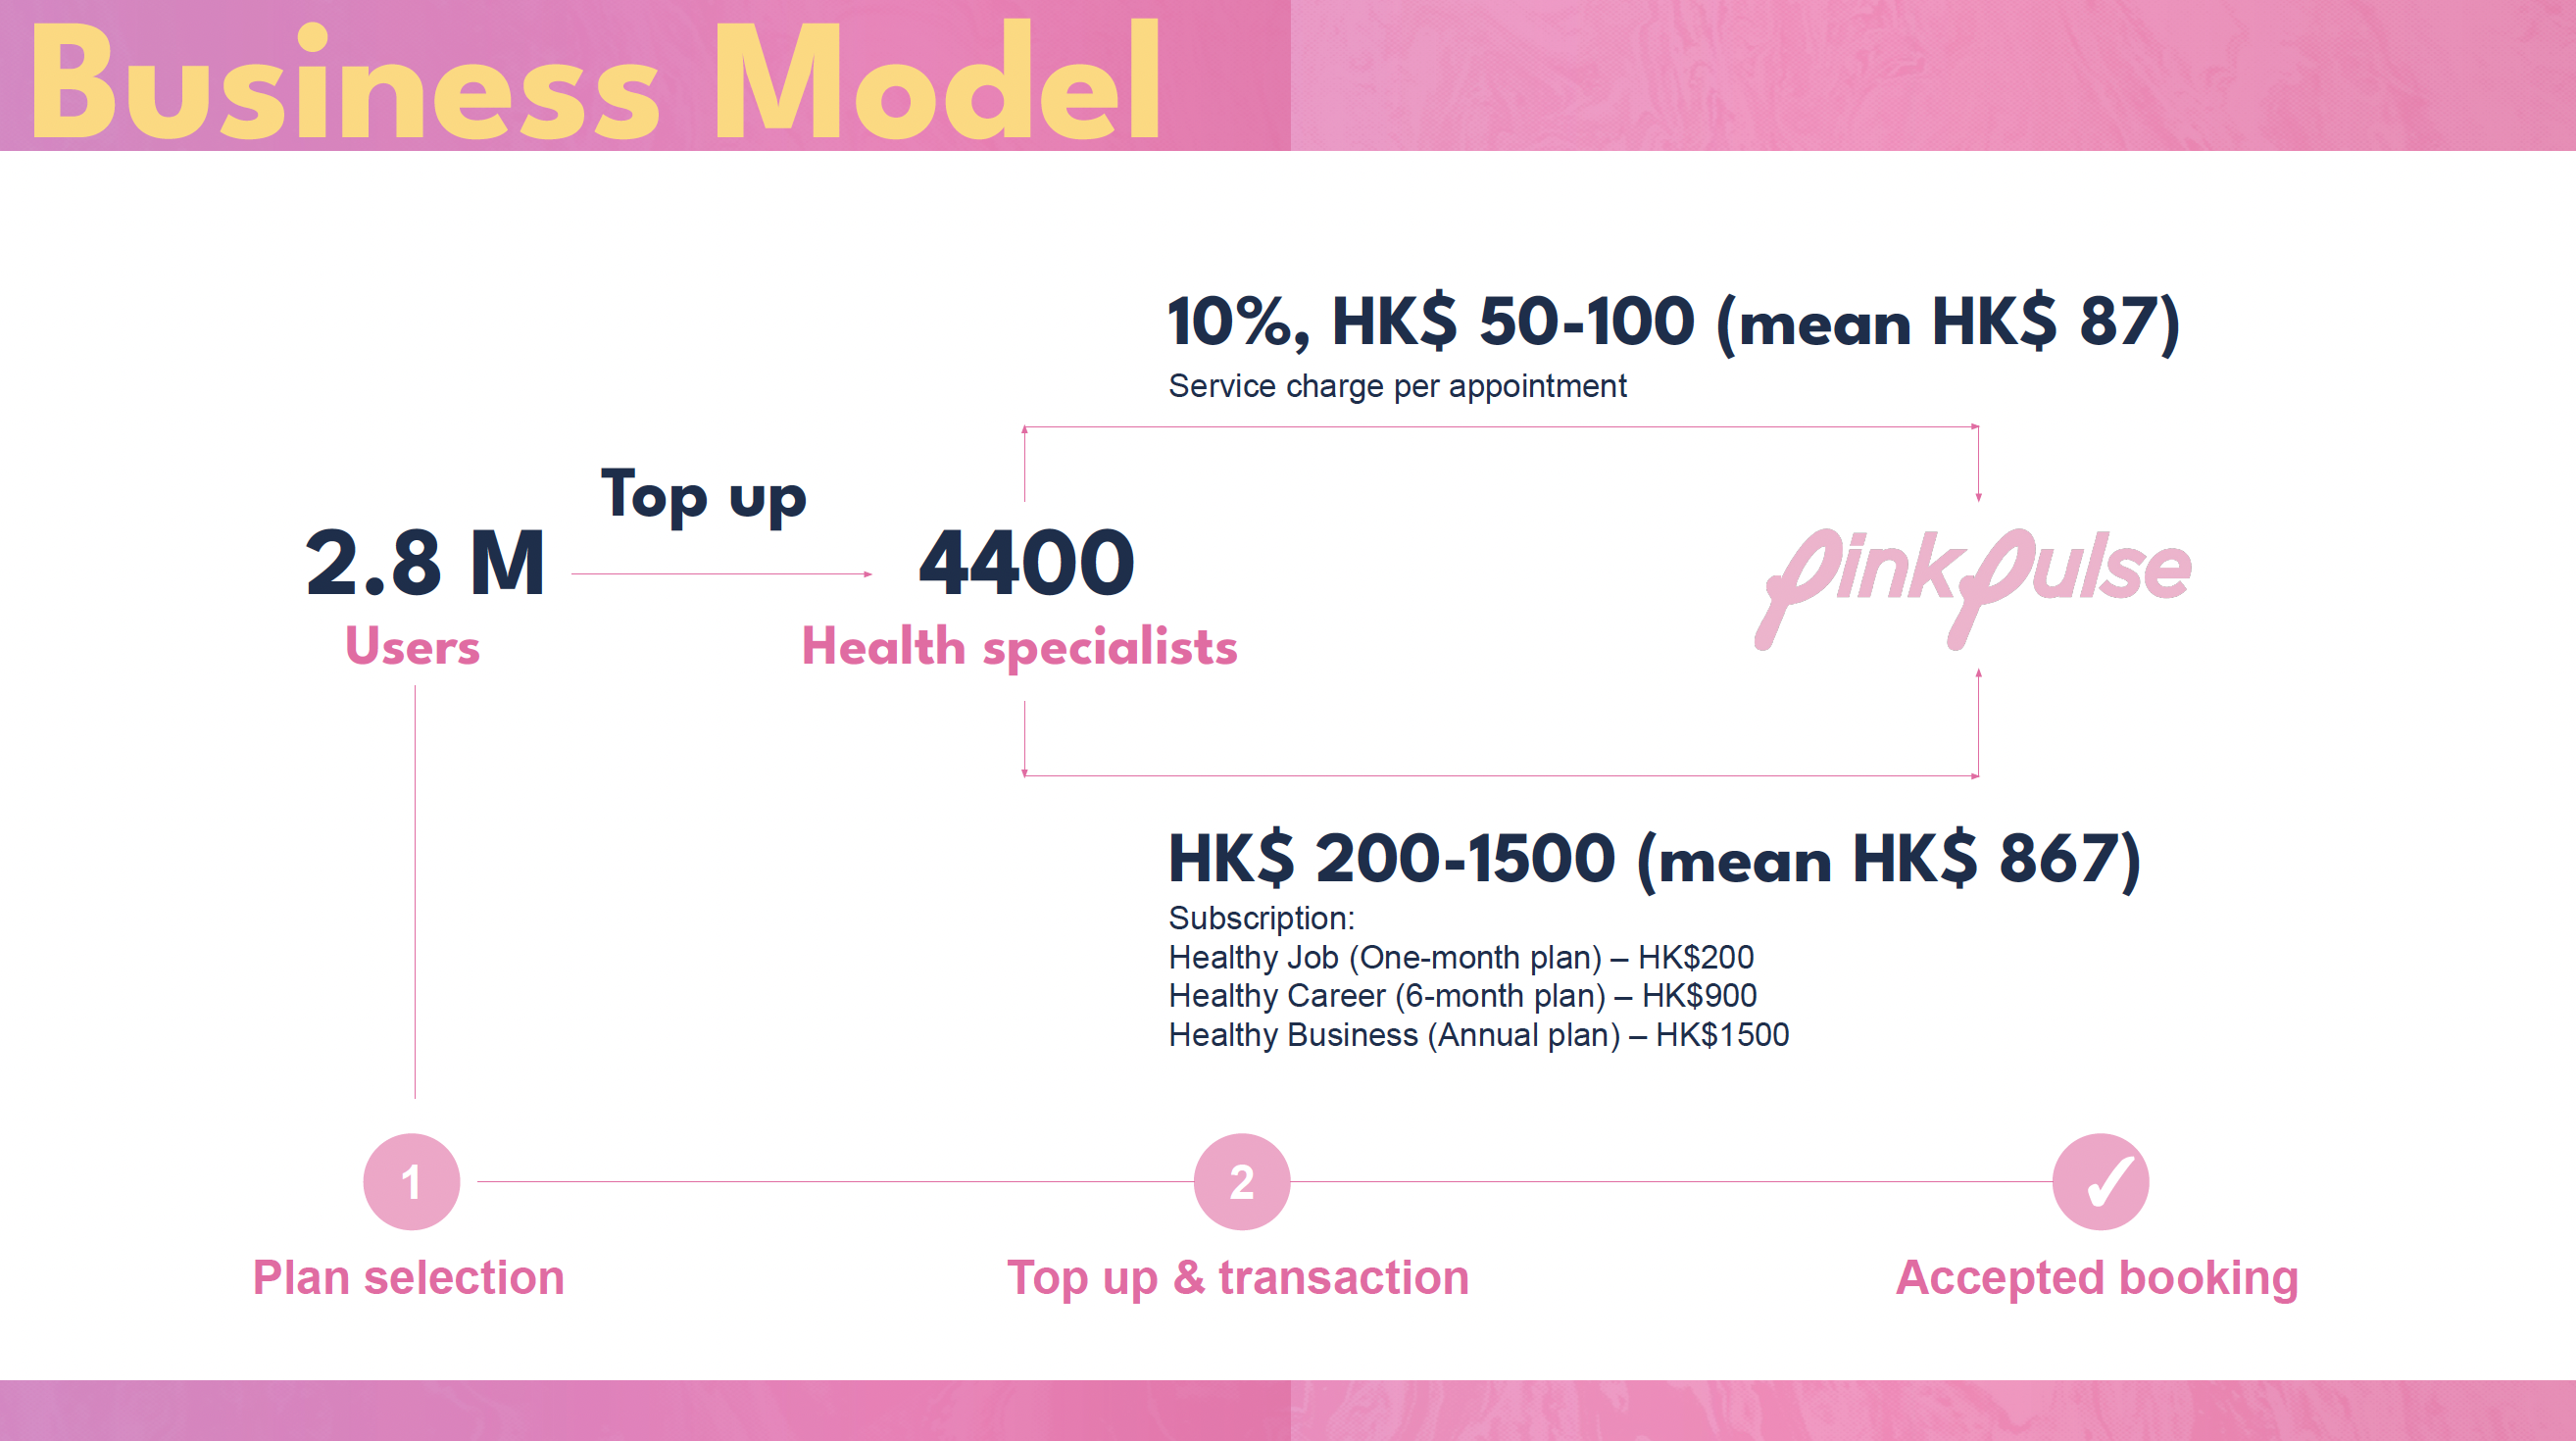 Business Model
10%, HK$ 50-100 (mean HK$ 87)
Service charge per appointment
Top up
2.8 M
Users
4400
Health specialists
PinkPulse
HK$ 200-1500 (mean HK$ 867)
Subscription:
Healthy Job (One-month plan) – HK$200
Healthy Career (6-month plan) – HK$900
Healthy Business (Annual plan) – HK$1500
1
2
✓
Plan selection
Top up & transaction
Accepted booking